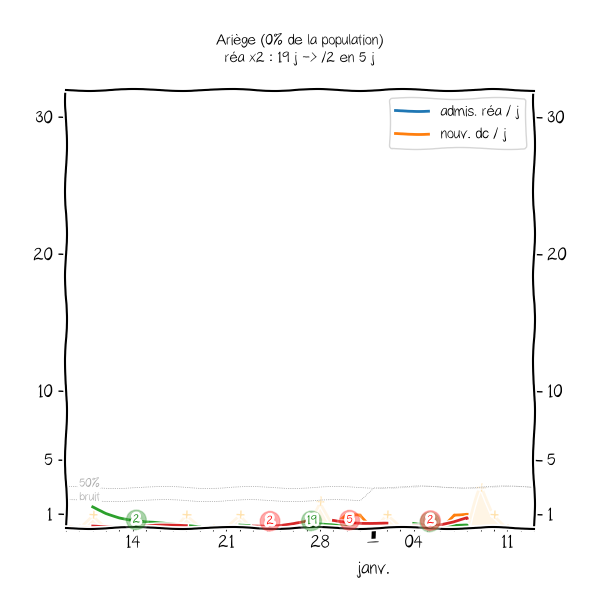 Ariège (0% de la population)
réa x2 : 19 j -> /2 en 5 j
admis. réa / j
nouv. dc / j
30 30
20 20
10 10
5 5
50%
bruit
1 1
2 2 19 5 2
14 21 28 1 04 11
janv.